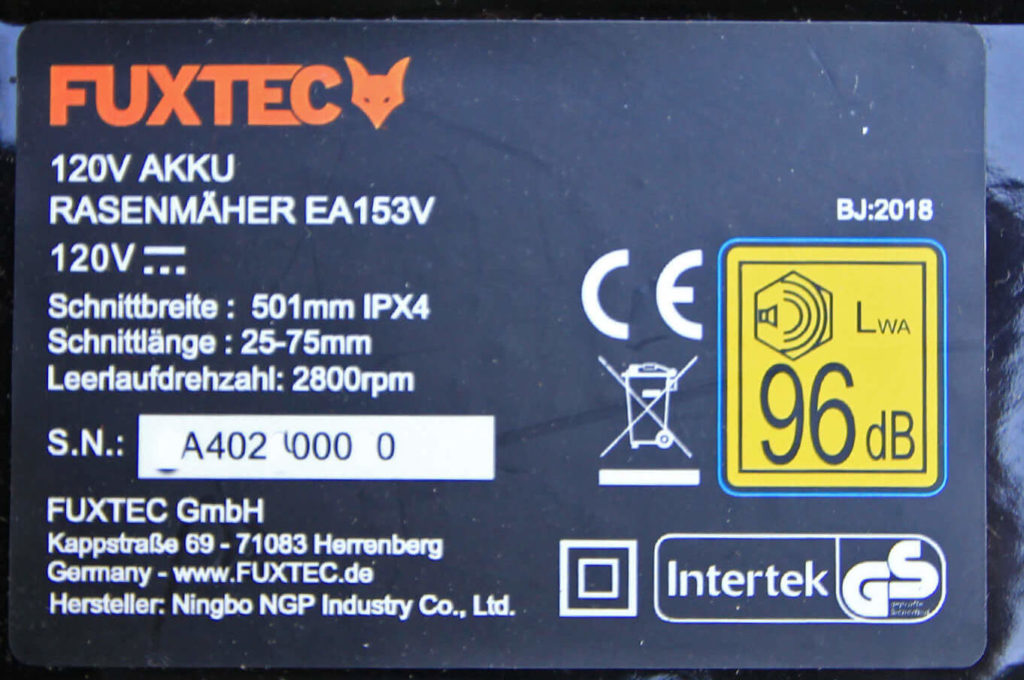 FUXTEC
120V AKKU
RASENMÄHER EA153V
BJ:2018
120V
Schnittbreite : 501mm IPX4
Schnittlänge : 25-75mm
Leerlaufdrehzahl: 2800rpm
CE
LWA
96 dB
S.N.: A402 000 0
FUXTEC GmbH
Kappstraße 69 - 71083 Herrenberg
Germany - www.FUXTEC.de
Hersteller: Ningbo NGP Industry Co., Ltd.
Intertek GS
geprüfte
Sicherheit